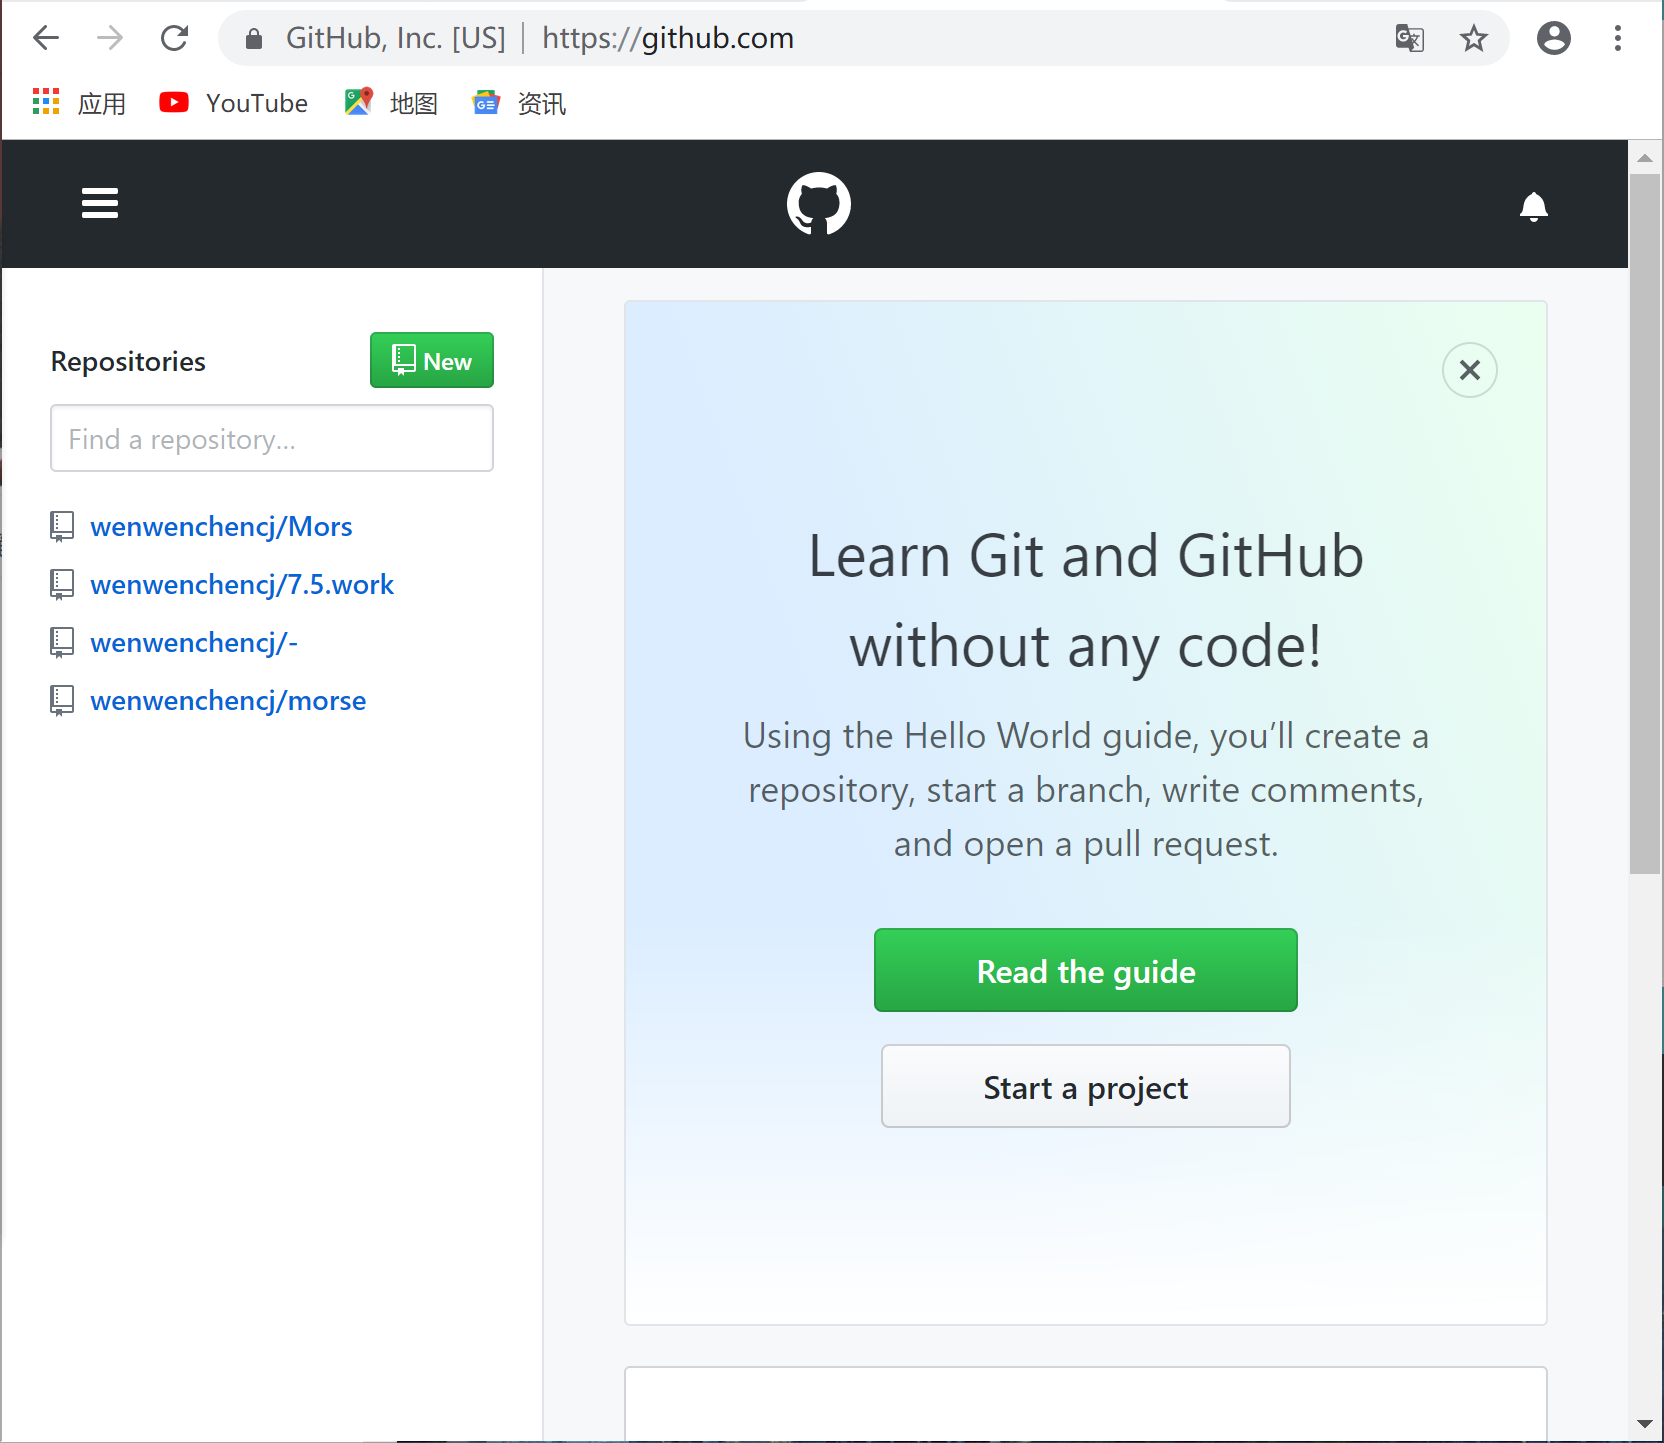 GitHub, Inc. [US] | https://github.com
应用 YouTube 地图 资讯
Repositories New
Find a repository...
wenwenchencj/Mors
wenwenchencj/7.5.work
wenwenchencj/-
wenwenchencj/morse
Learn Git and GitHub
without any code!
Using the Hello World guide, you’ll create a
repository, start a branch, write comments,
and open a pull request.
Read the guide
Start a project